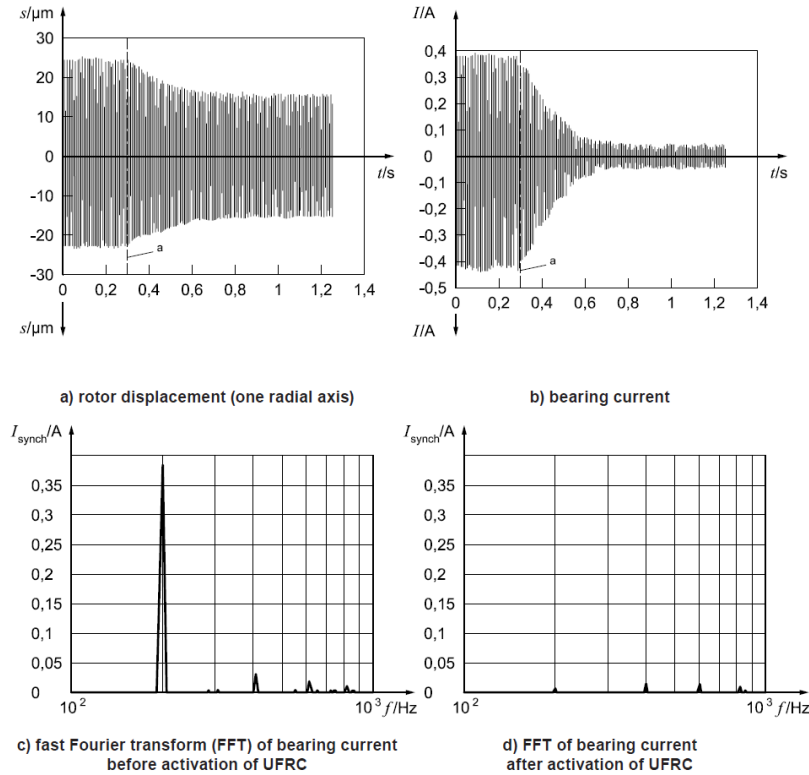 s/µm
30
20
10
0
-10
-20
-30
0 0,2 0,4 0,6 0,8 1,0 1,2 1,4
t/s
a
s/µm
I/A
0,4
0,3
0,2
0,1
0
-0,1
-0,2
-0,3
-0,4
-0,5
0 0,2 0,4 0,6 0,8 1 1,2 1,4
t/s
a
I/A
a) rotor displacement (one radial axis)
b) bearing current
I synch/A
0,35
0,3
0,25
0,2
0,15
0,1
0,05
0
10² 10³ f/Hz
I synch/A
0,35
0,3
0,25
0,2
0,15
0,1
0,05
0
10² 10³ f/Hz
c) fast Fourier transform (FFT) of bearing current
before activation of UFRC
d) FFT of bearing current
after activation of UFRC